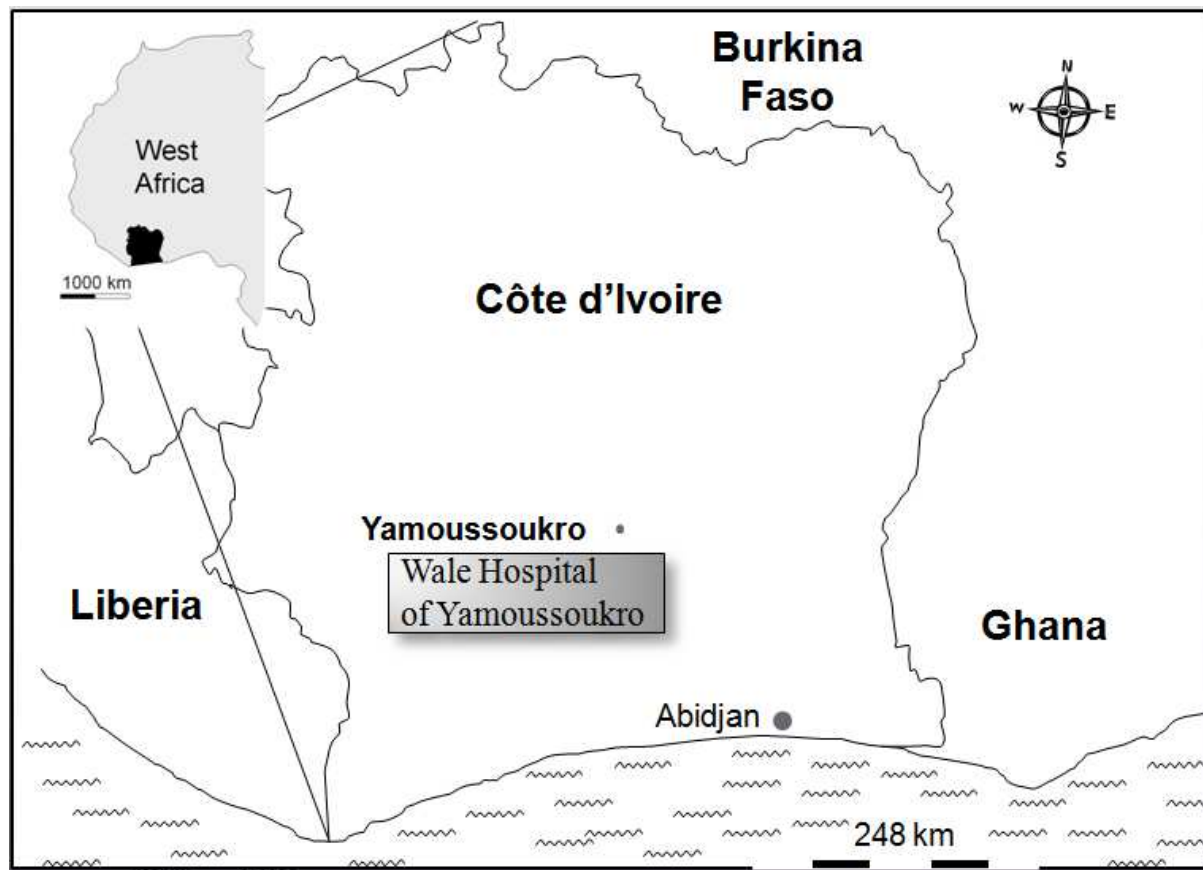 Burkina
Faso
N
W
E
S
West
Africa
1000 km
Côte d’Ivoire
Yamoussoukro
Wale Hospital
of Yamoussoukro
Liberia
Ghana
Abidjan
248 km